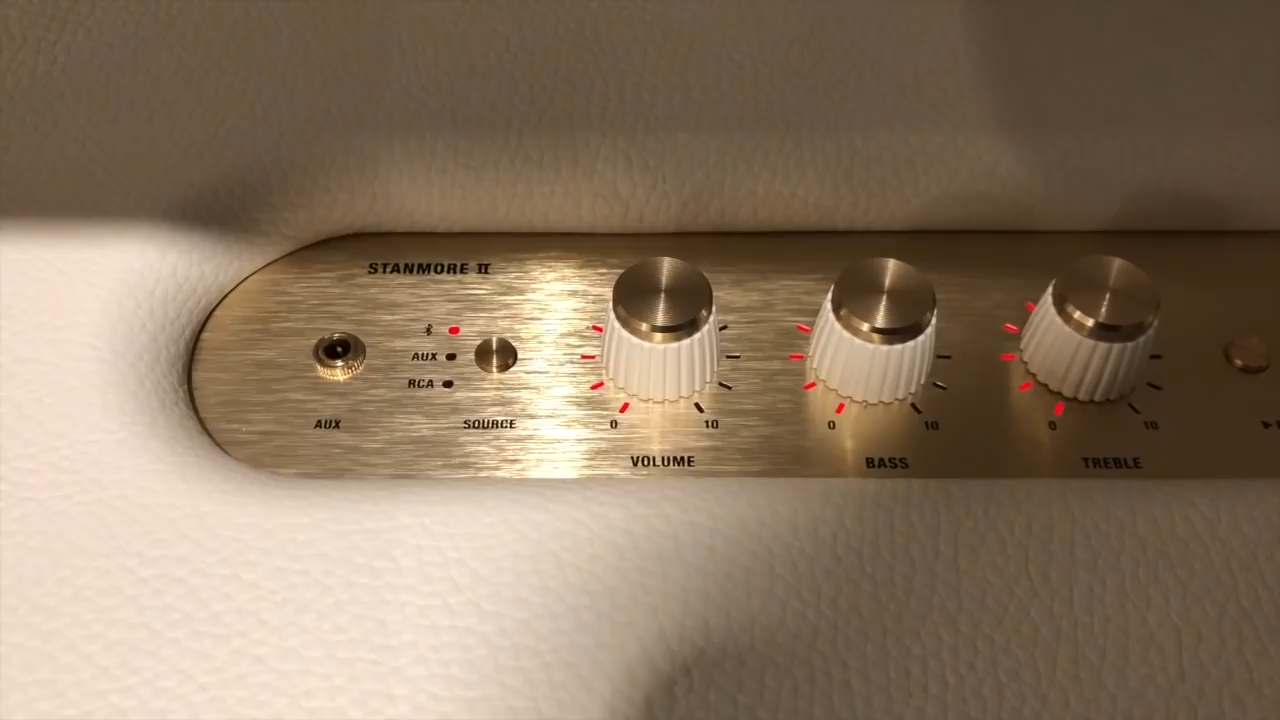 STANMORE II
AUX
RCA
AUX
SOURCE
0 10
VOLUME
0 10
BASS
0 10
TREBLE